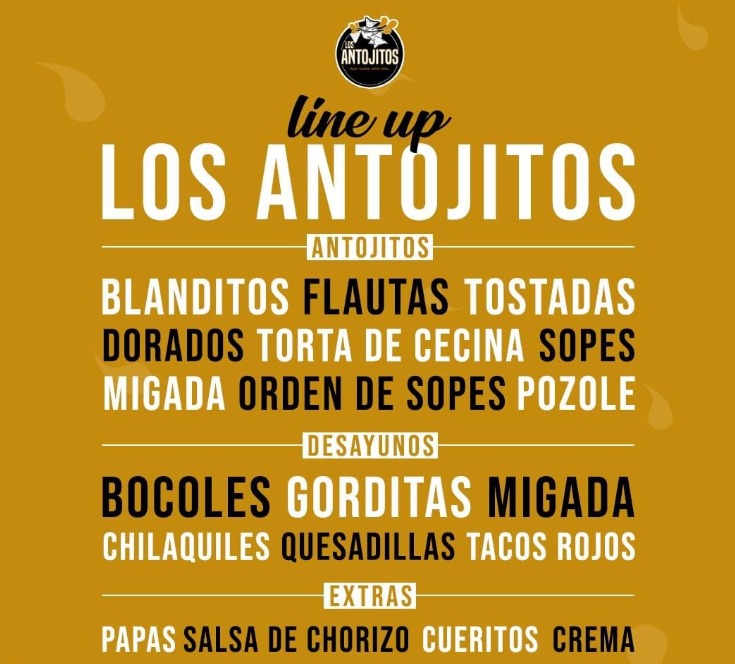 LOS
ANTOJITOS
line up
LOS ANTOJITOS
ANTOJITOS
BLANDITOS FLAUTAS TOSTADAS
DORADOS TORTA DE CECINA SOPES
MIGADA ORDEN DE SOPES POZOLE
DESAYUNOS
BOCOLES GORDITAS MIGADA
CHILAQUILES QUESADILLAS TACOS ROJOS
EXTRAS
PAPAS SALSA DE CHORIZO CUERITOS CREMA